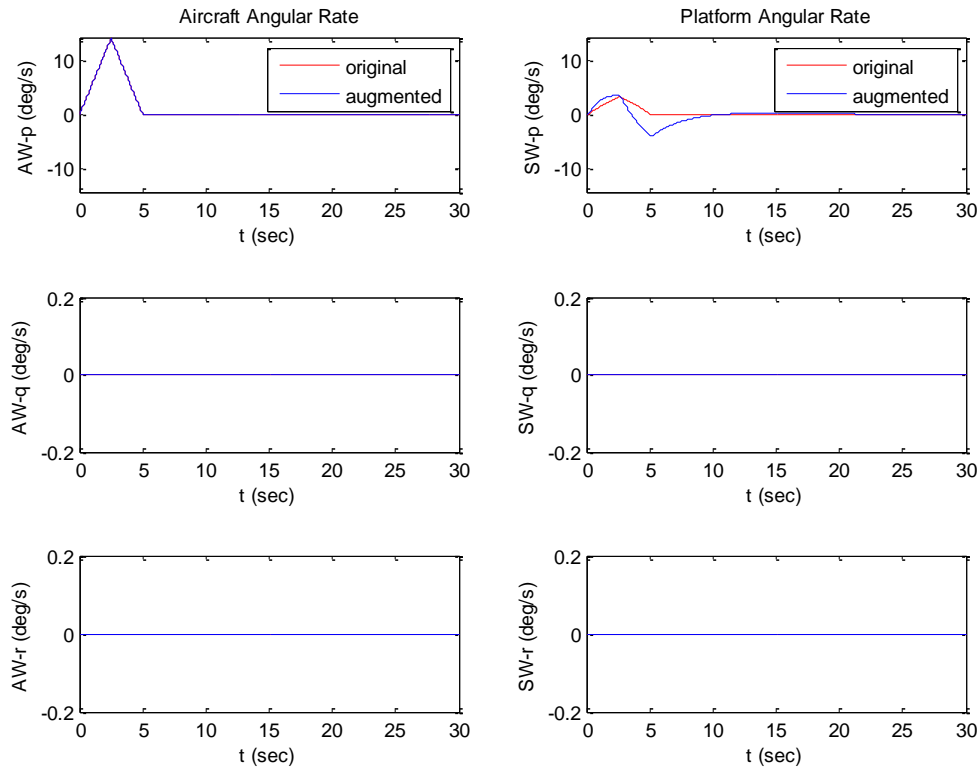 Aircraft Angular Rate
original
augmented
10
0
-10
AW-p (deg/s)
0 5 10 15 20 25 30
t (sec)
Platform Angular Rate
original
augmented
10
0
-10
SW-p (deg/s)
0 5 10 15 20 25 30
t (sec)
0.2
0
-0.2
AW-q (deg/s)
0 5 10 15 20 25 30
t (sec)
0.2
0
-0.2
SW-q (deg/s)
0 5 10 15 20 25 30
t (sec)
0.2
0
-0.2
AW-r (deg/s)
0 5 10 15 20 25 30
t (sec)
0.2
0
-0.2
SW-r (deg/s)
0 5 10 15 20 25 30
t (sec)